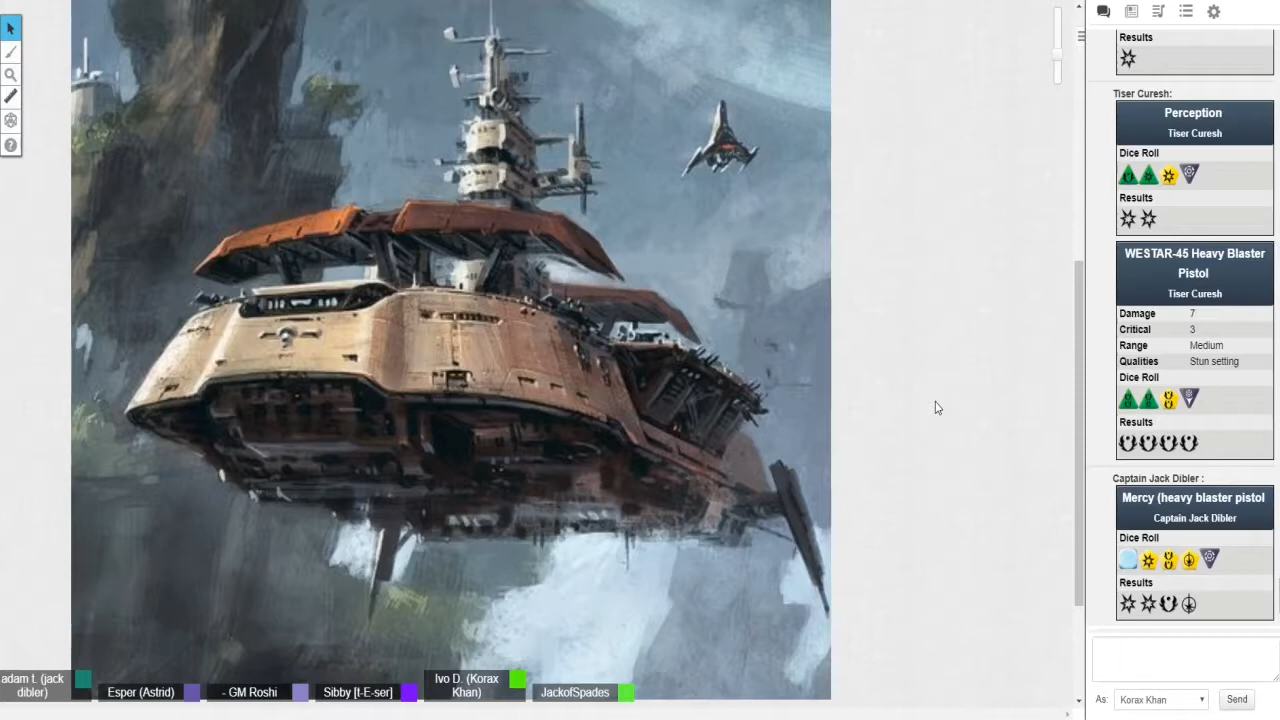 Results
Tiser Curesh:
Perception
Tiser Curesh
Dice Roll
Results
WESTAR-45 Heavy Blaster
Pistol
Tiser Curesh
Damage 7
Critical 3
Range Medium
Qualities Stun setting
Dice Roll
Results
Captain Jack Dibler :
Mercy (heavy blaster pistol
Captain Jack Dibler
Dice Roll
Results
As: Korax Khan Send
adam t. (jack
dibler)
Esper (Astrid)
- GM Roshi
Sibby [t-E-ser]
Ivo D. (Korax
Khan)
JackofSpades